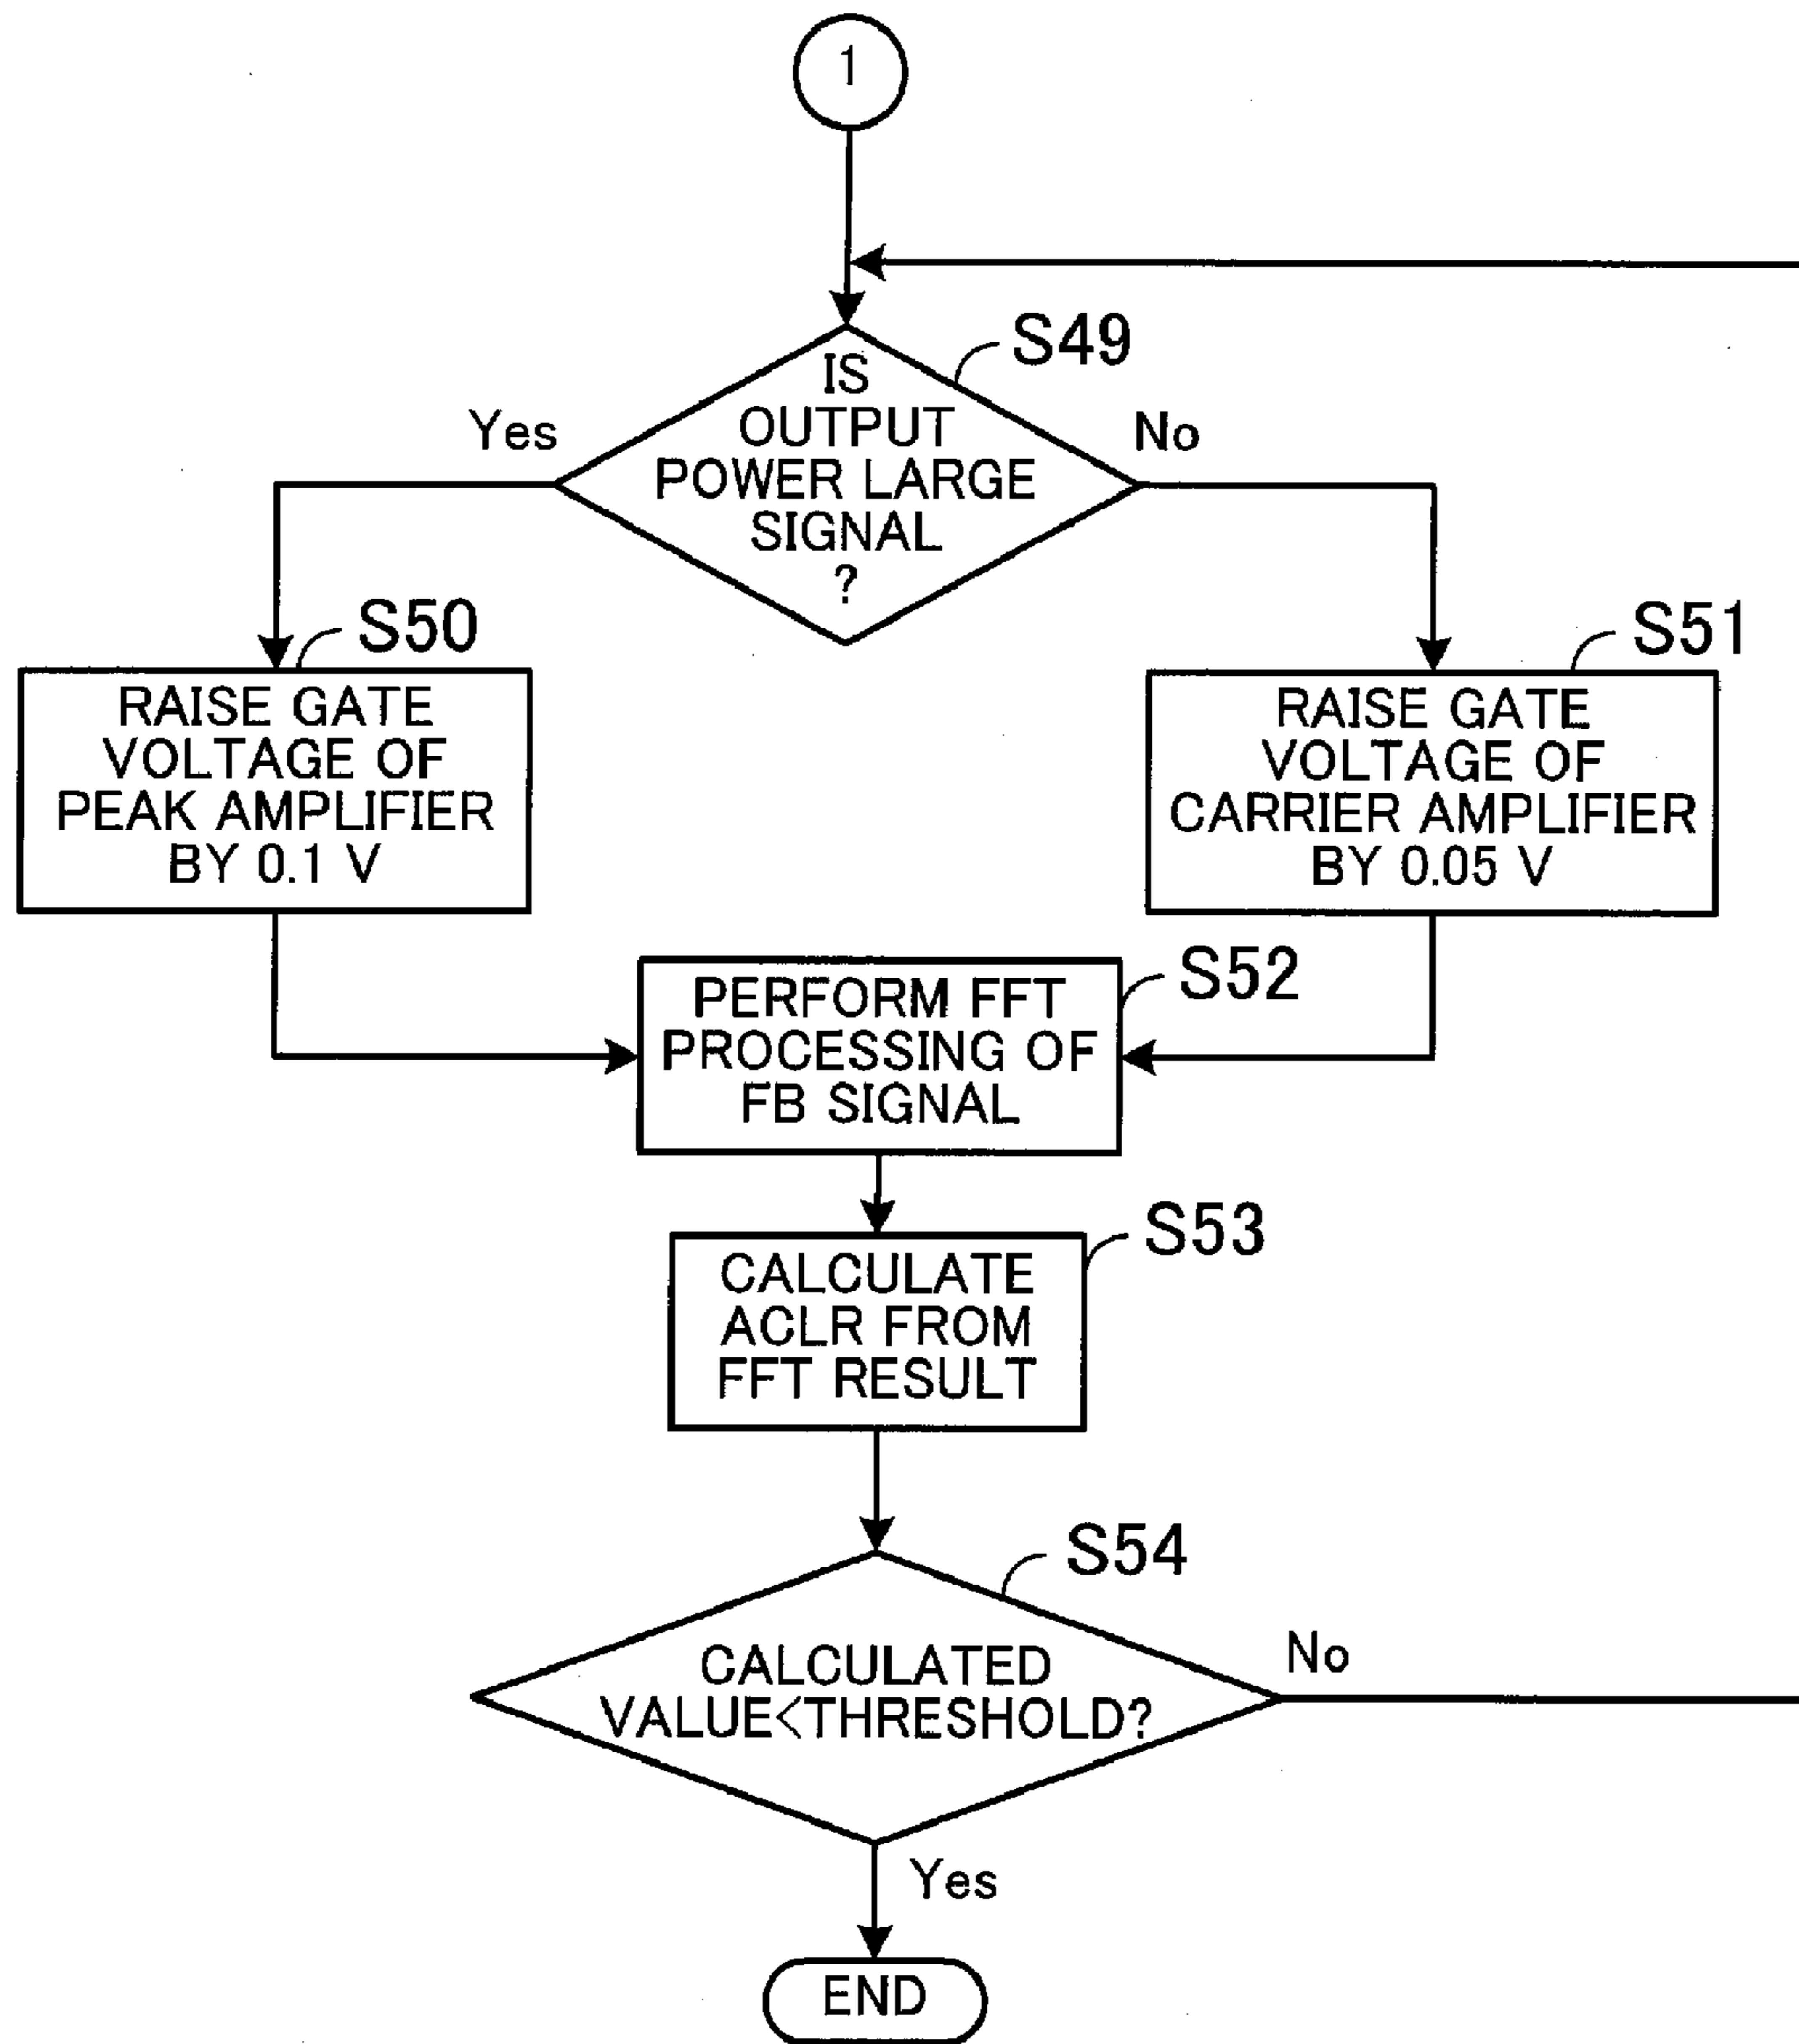 1
S49
IS
OUTPUT
POWER LARGE
SIGNAL
?
Yes
No
S50
RAISE GATE
VOLTAGE OF
PEAK AMPLIFIER
BY 0.1 V
S51
RAISE GATE
VOLTAGE OF
CARRIER AMPLIFIER
BY 0.05 V
S52
PERFORM FFT
PROCESSING OF
FB SIGNAL
S53
CALCULATE
ACLR FROM
FFT RESULT
S54
CALCULATED
VALUE<THRESHOLD?
No
Yes
END